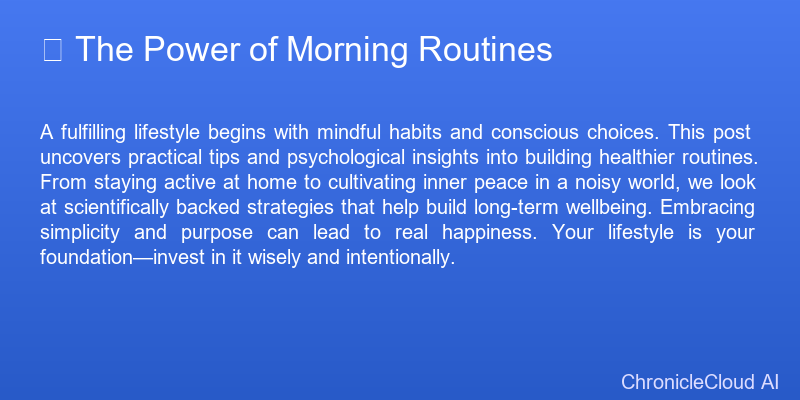 The Power of Morning Routines
A fulfilling lifestyle begins with mindful habits and conscious choices. This post
uncovers practical tips and psychological insights into building healthier routines.
From staying active at home to cultivating inner peace in a noisy world, we look
at scientifically backed strategies that help build long-term wellbeing. Embracing
simplicity and purpose can lead to real happiness. Your lifestyle is your
foundation—invest in it wisely and intentionally.
ChronicleCloud AI